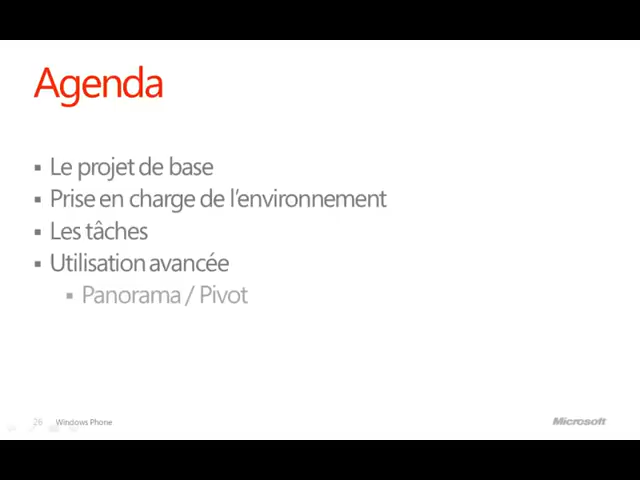 Agenda
Le projet de base
Prise en charge de l'environnement
Les tâches
Utilisation avancée
Panorama / Pivot
26 Windows Phone
Microsoft